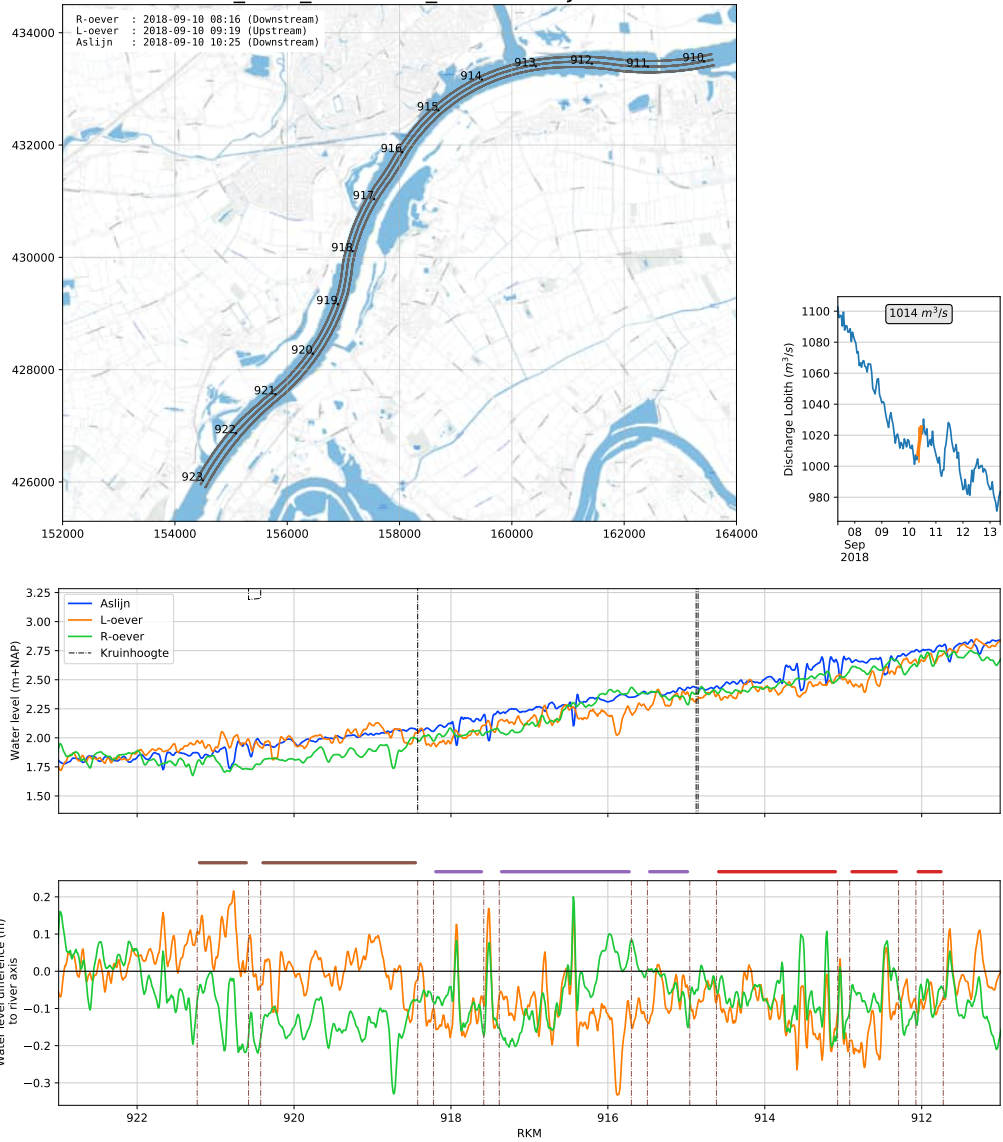 R-oever : 2018-09-10 08:16 (Downstream)
L-oever : 2018-09-10 09:19 (Upstream)
Aslijn : 2018-09-10 10:25 (Downstream)
434000
432000
430000
428000
426000
152000 154000 156000 158000 160000 162000 164000
910
911
912
913
914
915
916
917
918
919
920
921
922
923
1014 m³/s
Discharge Lobith (m³/s)
1100
1080
1060
1040
1020
1000
980
08 09 10 11 12 13
Sep
2018
Water level (m+NAP)
3.25
3.00
2.75
2.50
2.25
2.00
1.75
1.50
Aslijn
L-oever
R-oever
Kruinhoogte
Water level difference (m)
to river axis
0.2
0.1
0.0
−0.1
−0.2
−0.3
922 920 918 916 914 912
RKM